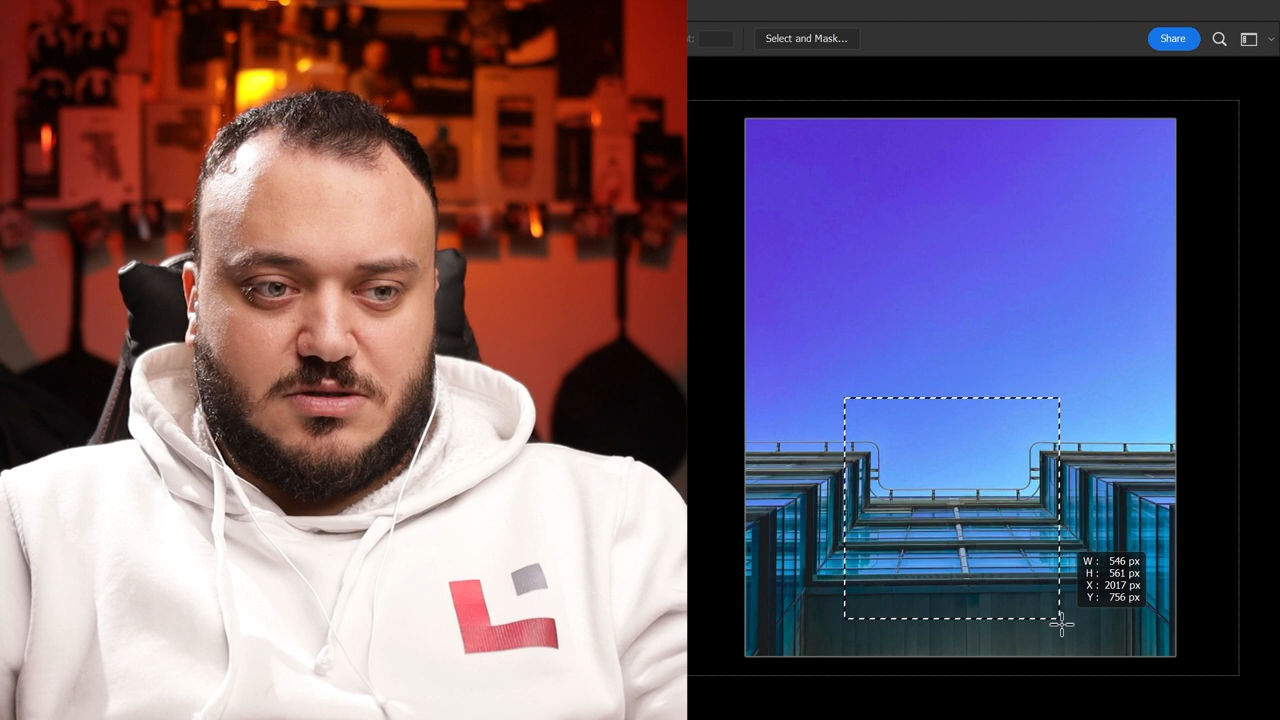 Select and Mask...
Share
W : 546 px
H : 561 px
X : 2017 px
Y : 756 px